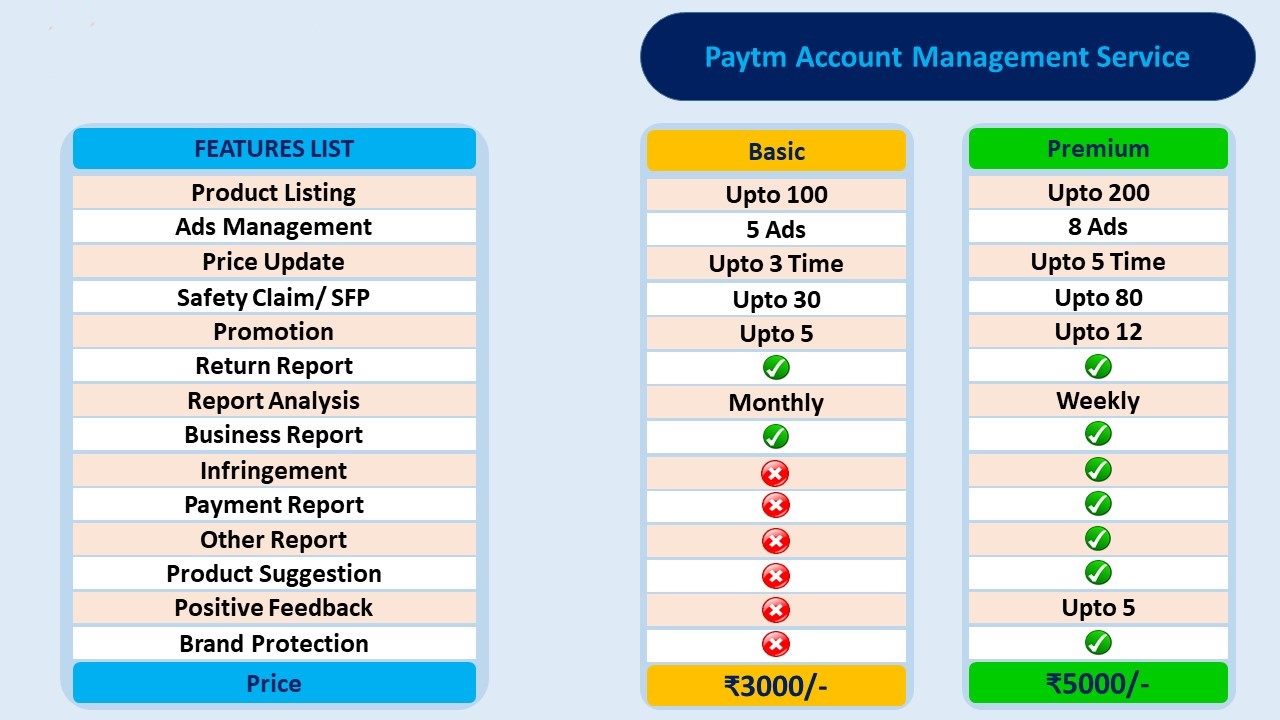 Paytm Account Management Service
FEATURES LIST Basic Premium
Product Listing Upto 100 Upto 200
Ads Management 5 Ads 8 Ads
Price Update Upto 3 Time Upto 5 Time
Safety Claim/ SFP Upto 30 Upto 80
Promotion Upto 5 Upto 12
Return Report
Report Analysis Monthly Weekly
Business Report
Infringement
Payment Report
Other Report
Product Suggestion
Positive Feedback Upto 5
Brand Protection
Price ₹3000/- ₹5000/-